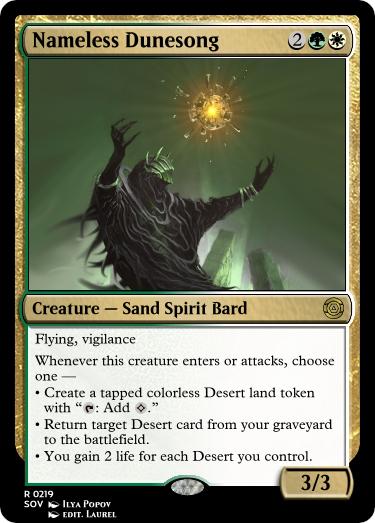 Nameless Dunesong 2
Creature — Sand Spirit Bard
Flying, vigilance
Whenever this creature enters or attacks, choose
one —
• Create a tapped colorless Desert land token
with “: Add .”
• Return target Desert card from your graveyard
to the battlefield.
• You gain 2 life for each Desert you control.
3/3
R 0219
SOV Ilya Popov
edit. Laurel